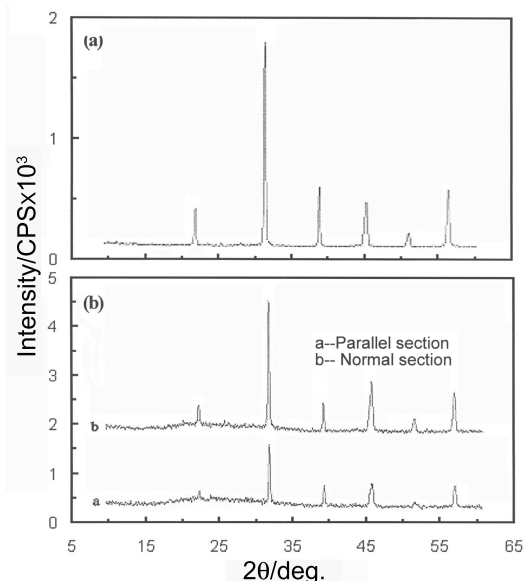 2
(a)
1
0
Intensity/CPSx10³
5
(b)
4
a--Parallel section
b-- Normal section
3
b
2
1
a
0
5 15 25 35 45 55 65
2θ/deg.